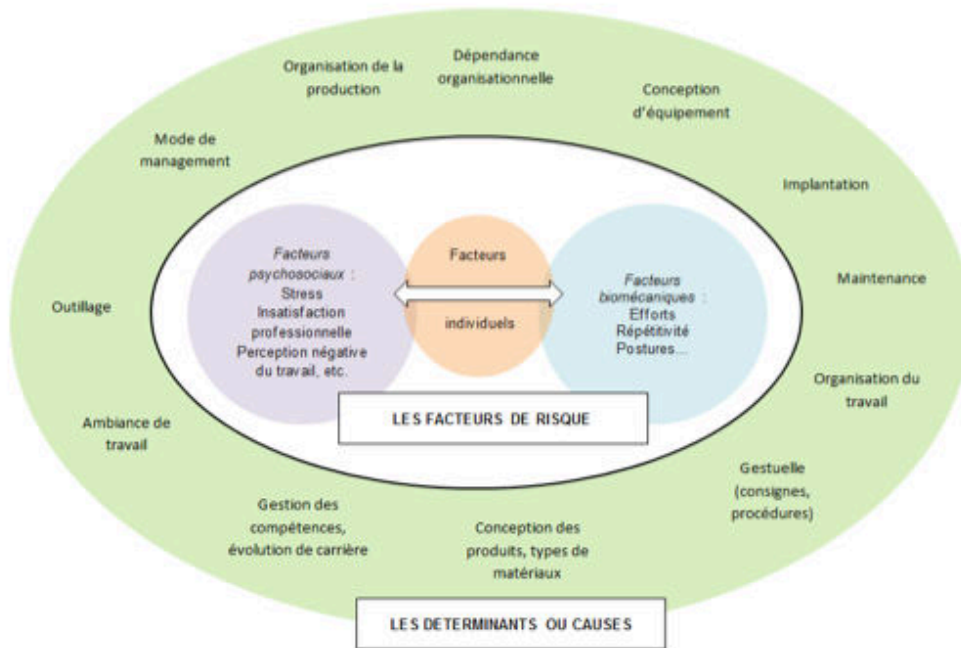 Organisation de la
production
Dépendance
organisationnelle
Conception
d'équipement
Mode de
management
Implantation
Maintenance
Outillage
Facteurs
psychosociaux :
Stress
Insatisfaction
professionnelle
Perception négative
du travail, etc.
Facteurs
individuels
Facteurs
biomécaniques :
Efforts
Répétitivité
Postures...
LES FACTEURS DE RISQUE
Organisation du
travail
Ambiance de
travail
Gestuelle
(consignes,
procédures)
Gestion des
compétences,
évolution de carrière
Conception des
produits, types de
matériaux
LES DETERMINANTS OU CAUSES